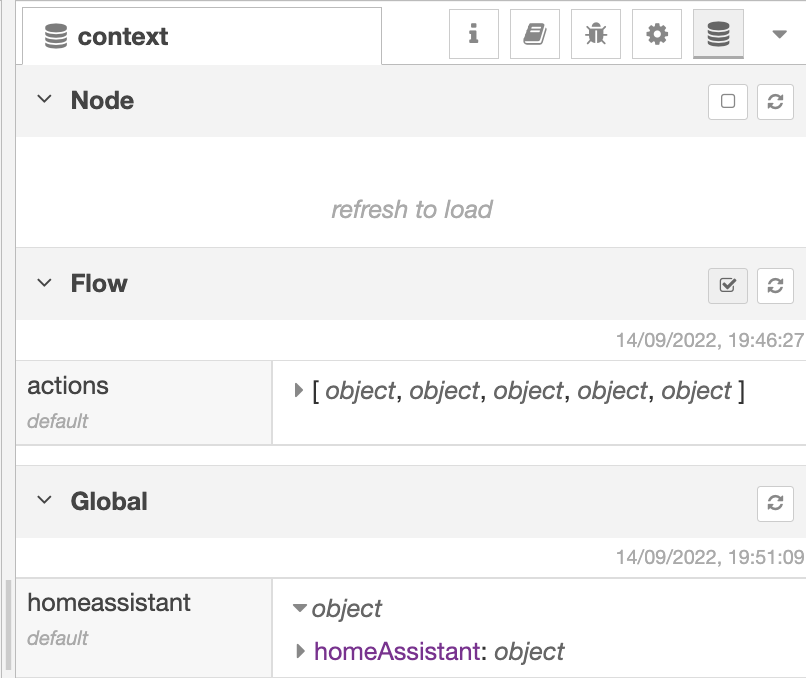 context
Node
refresh to load
Flow
14/09/2022, 19:46:27
actions
[ object, object, object, object, object ]
default
Global
14/09/2022, 19:51:09
homeassistant
object
default
homeAssistant: object